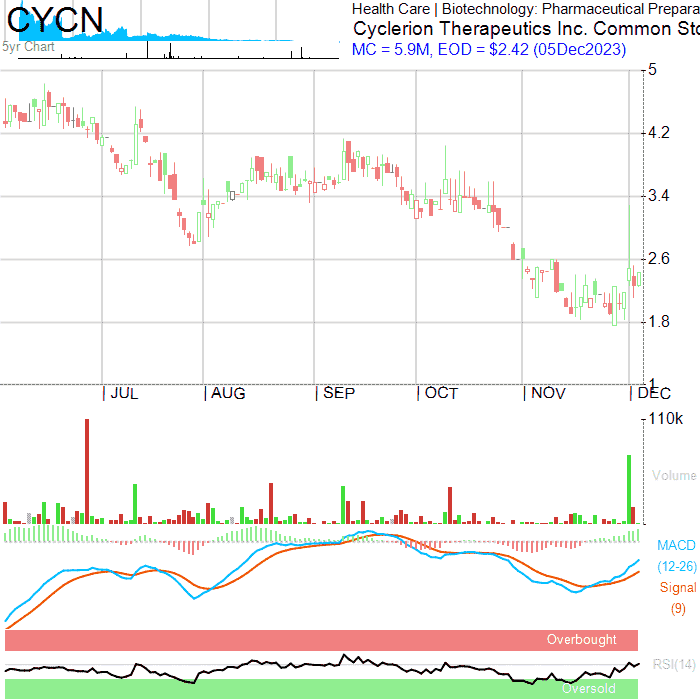 CYCN
5yr Chart
Health Care | Biotechnology: Pharmaceutical Prepara
Cyclerion Therapeutics Inc. Common Sto
MC = 5.9M, EOD = $2.42 (05Dec2023)
5
4.2
3.4
2.6
1.8
1
JUL
AUG
SEP
OCT
NOV
DEC
110k
Volume
MACD
(12-26)
Signal
(9)
Overbought
RSI(14)
Oversold